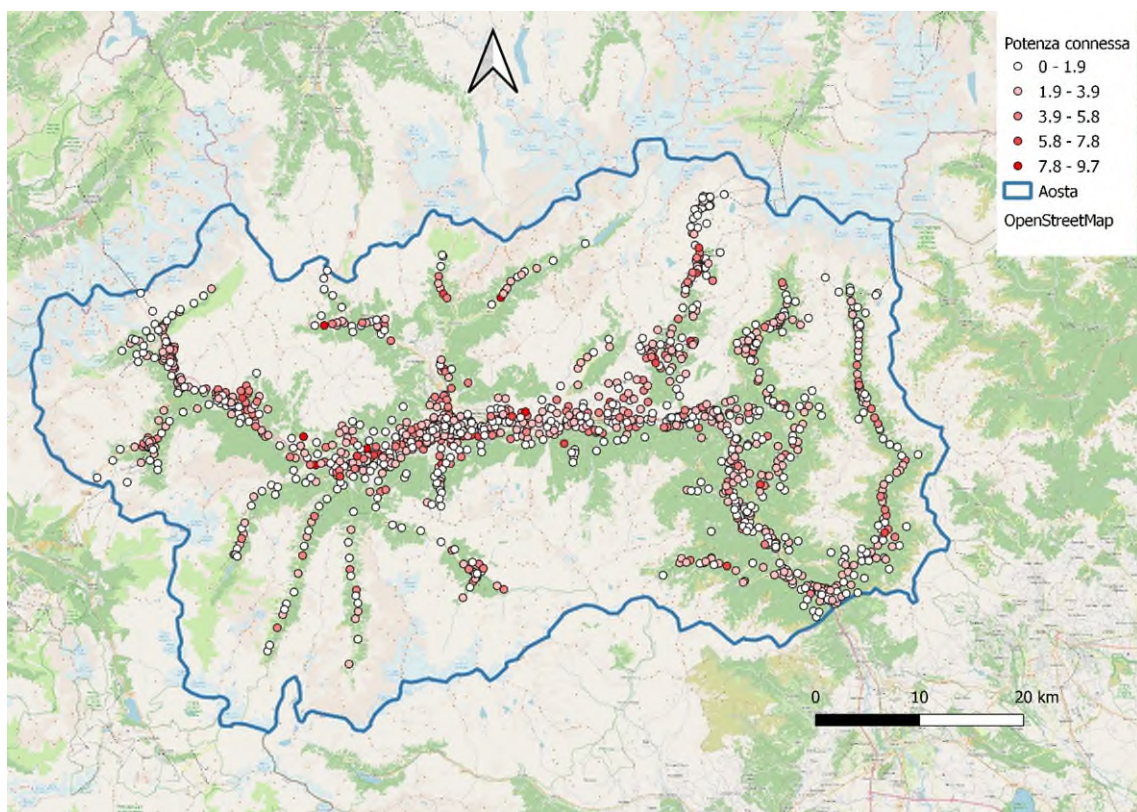 Potenza connessa
0 - 1.9
1.9 - 3.9
3.9 - 5.8
5.8 - 7.8
7.8 - 9.7
Aosta
OpenStreetMap
0 10 20 km